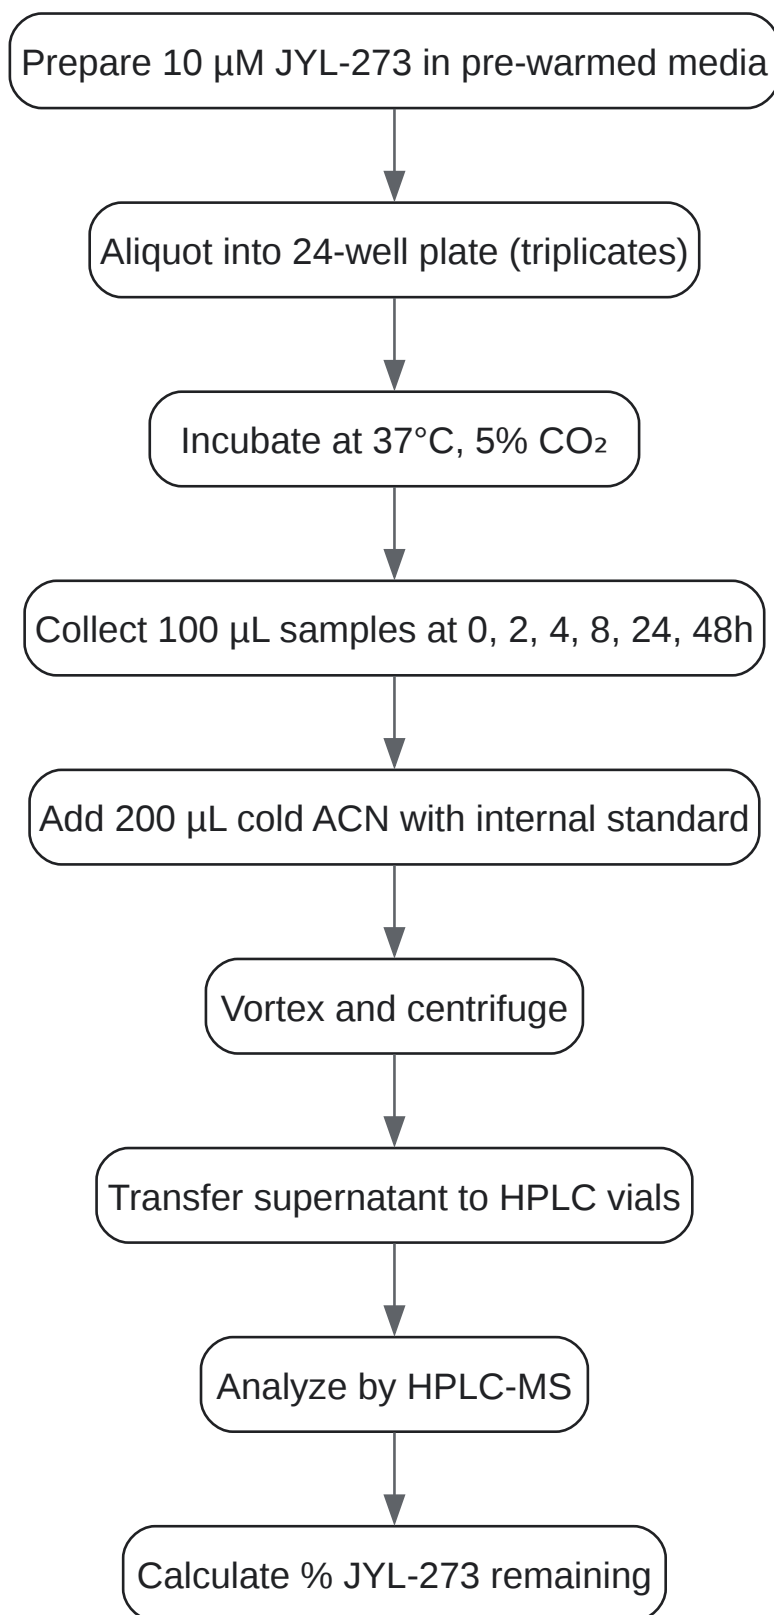 Prepare 10 µM JYL-273 in pre-warmed media
Aliquot into 24-well plate (triplicates)
Incubate at 37°C, 5% CO₂
Collect 100 µL samples at 0, 2, 4, 8, 24, 48h
Add 200 µL cold ACN with internal standard
Vortex and centrifuge
Transfer supernatant to HPLC vials
Analyze by HPLC-MS
Calculate % JYL-273 remaining